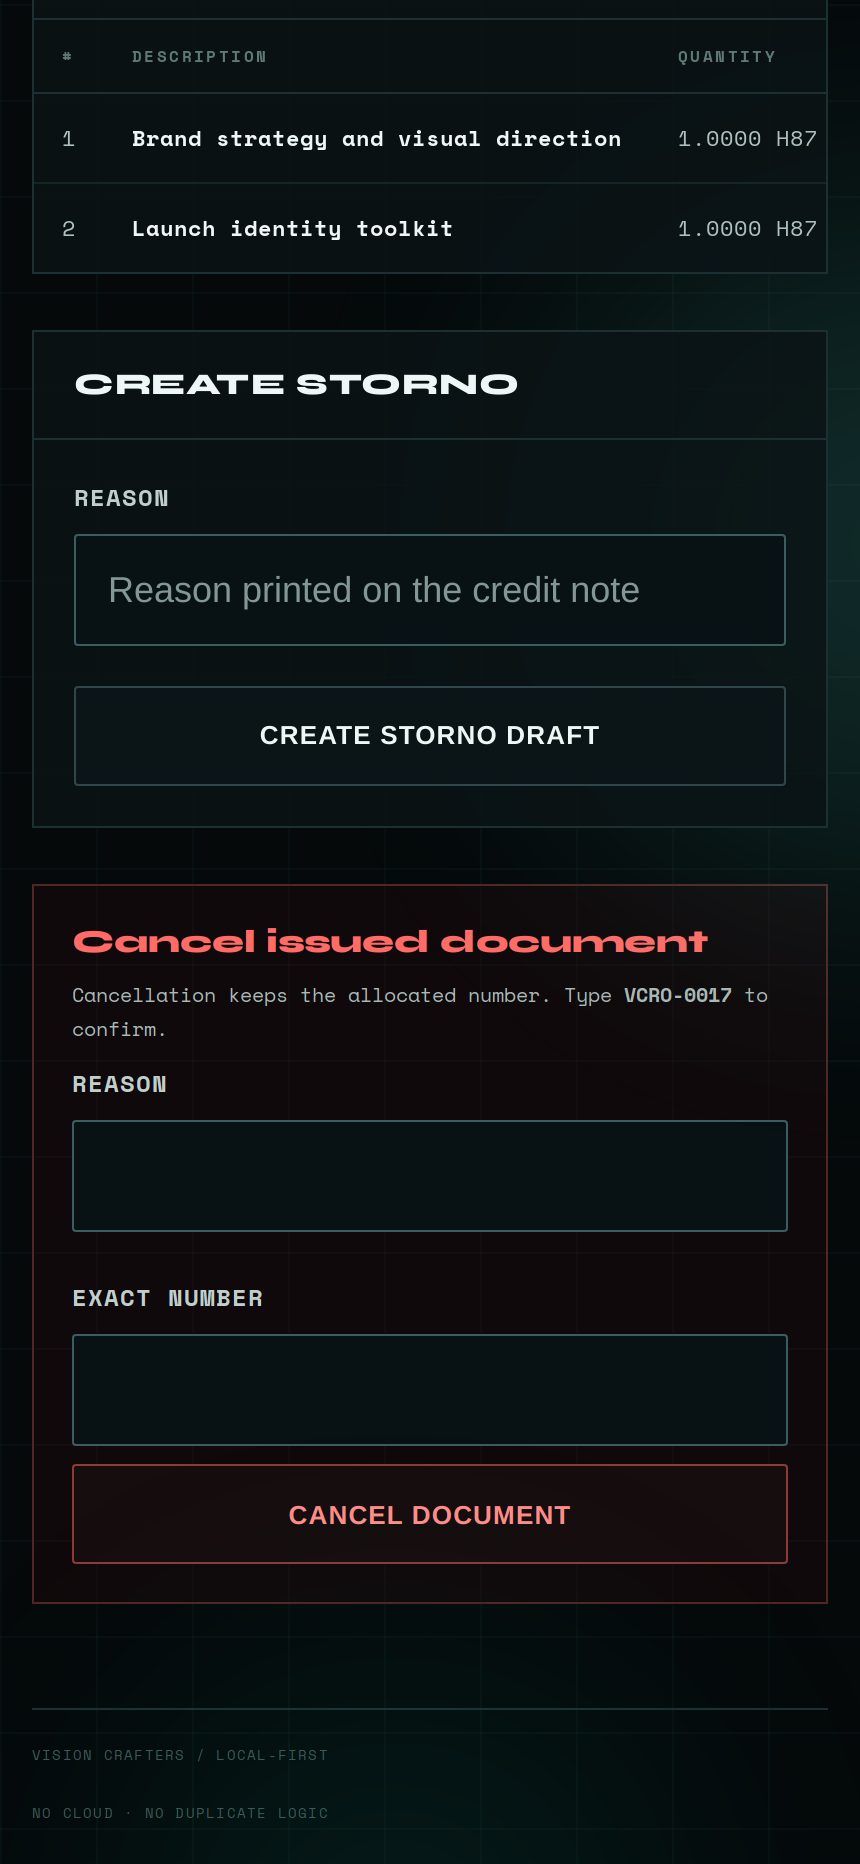 # DESCRIPTION QUANTITY
1 Brand strategy and visual direction 1.0000 H87
2 Launch identity toolkit 1.0000 H87
CREATE STORNO
REASON
Reason printed on the credit note
CREATE STORNO DRAFT
Cancel issued document
Cancellation keeps the allocated number. Type VCRO-0017 to
confirm.
REASON
EXACT NUMBER
CANCEL DOCUMENT
VISION CRAFTERS / LOCAL-FIRST
NO CLOUD · NO DUPLICATE LOGIC